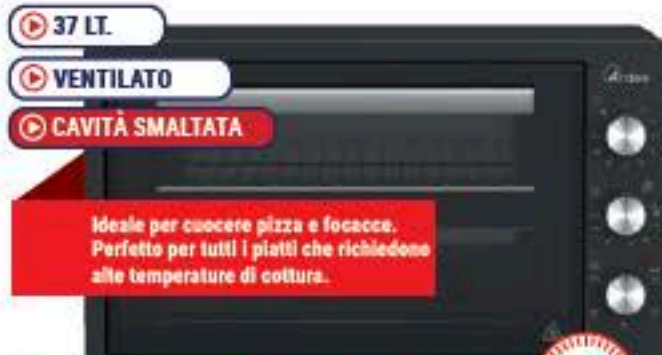 37 LT.
VENTILATO
CAVITÀ SMALTATA
Ideale per cuocere pizza e focacce.
Perfetto per tutti i piatti che richiedono
alte temperature di cottura.